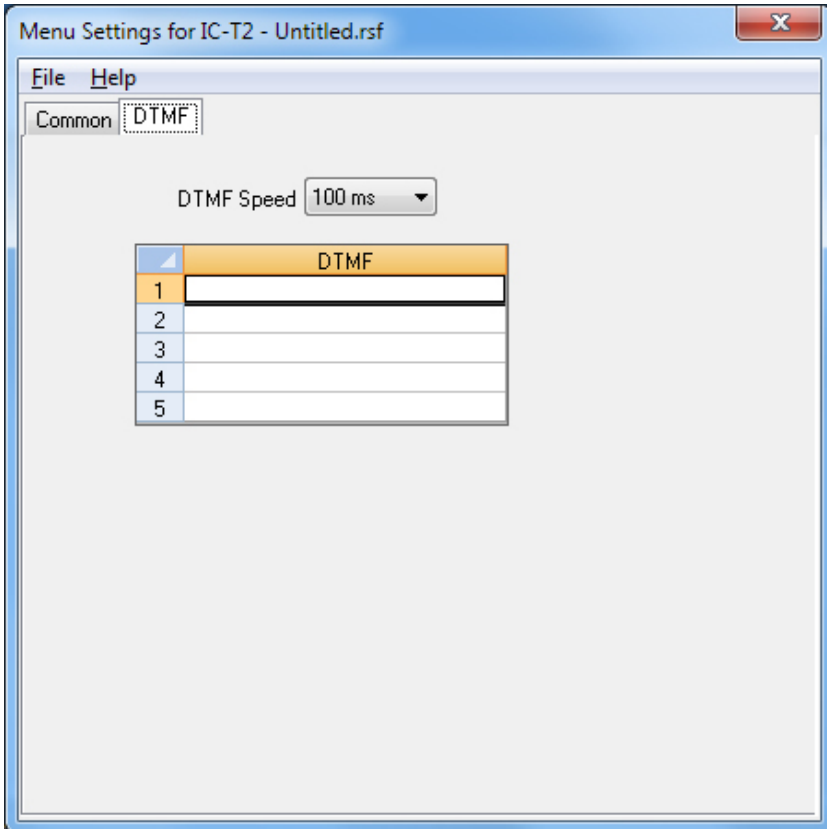 Menu Settings for IC-T2 - Untitled.rsf
File Help
Common DTMF
DTMF Speed 100 ms
DTMF
1
2
3
4
5